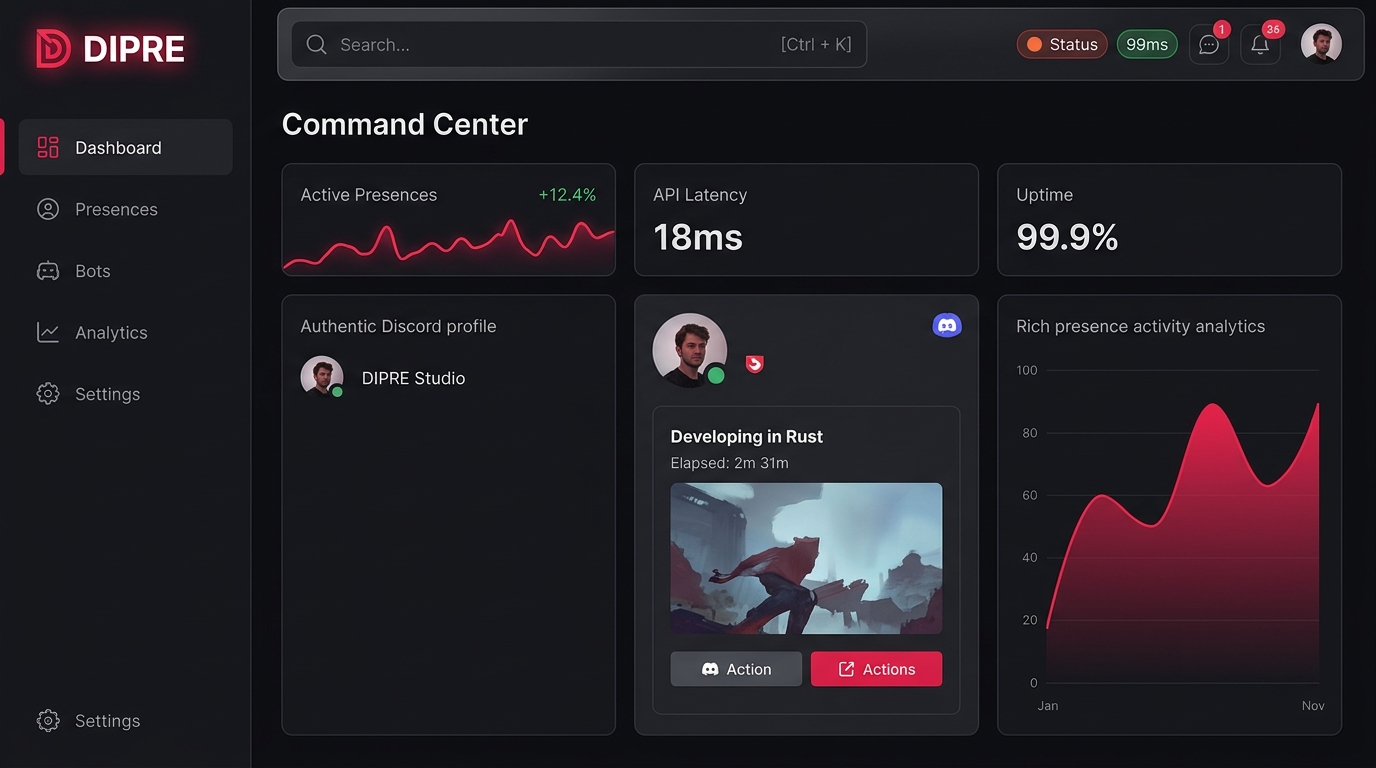 DIPRE
Search... [Ctrl + K]
Status
99ms
1
36
Dashboard
Presences
Bots
Analytics
Settings
Settings
Command Center
Active Presences +12.4%
API Latency
18ms
Uptime
99.9%
Authentic Discord profile
DIPRE Studio
Developing in Rust
Elapsed: 2m 31m
Action
Actions
Rich presence activity analytics
100
80
60
40
20
0
Jan Nov